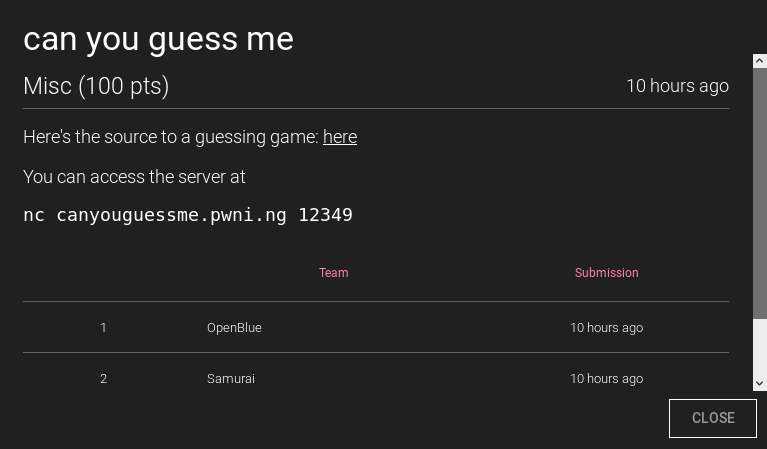 can you guess me
Misc (100 pts) 10 hours ago
Here's the source to a guessing game: here
You can access the server at
nc canyouguessme.pwni.ng 12349
Team Submission
1 OpenBlue 10 hours ago
2 Samurai 10 hours ago
CLOSE